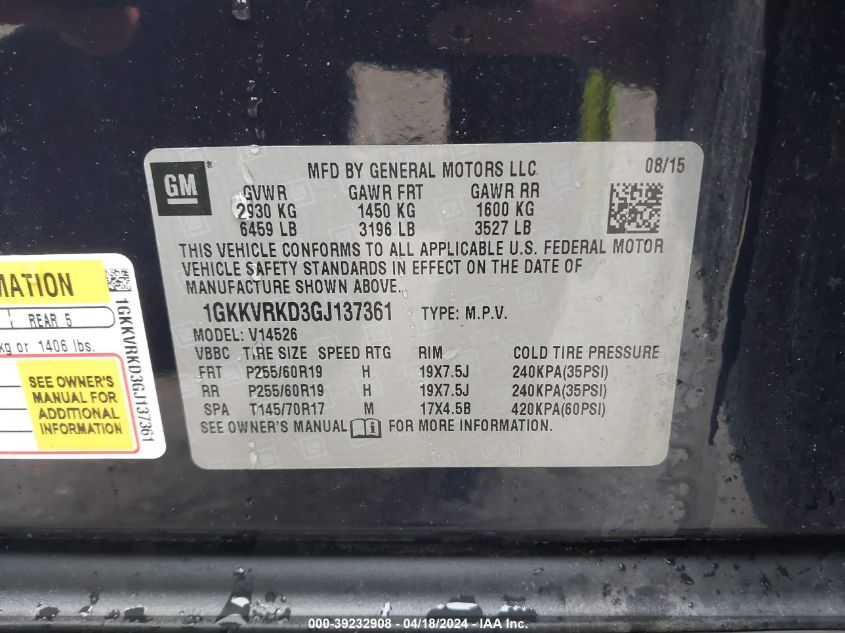 GM
MFD BY GENERAL MOTORS LLC
08/15
GVWR GAWR FRT GAWR RR
2930 KG 1450 KG 1600 KG
6459 LB 3196 LB 3527 LB
THIS VEHICLE CONFORMS TO ALL APPLICABLE U.S. FEDERAL MOTOR
VEHICLE SAFETY STANDARDS IN EFFECT ON THE DATE OF
MANUFACTURE SHOWN ABOVE.
1GKKVRKD3GJ137361 TYPE: M.P.V.
MODEL: V14526
VBBC TIRE SIZE SPEED RTG RIM COLD TIRE PRESSURE
FRT P255/60R19 H 19X7.5J 240KPA(35PSI)
RR P255/60R19 H 19X7.5J 240KPA(35PSI)
SPA T145/70R17 M 17X4.5B 420KPA(60PSI)
SEE OWNER'S MANUAL FOR MORE INFORMATION.
MATION
REAR 5
kg or 1406 lbs.
SEE OWNER'S
MANUAL FOR
ADDITIONAL
INFORMATION
1GKKVRKD3GJ137361
000-39232908 - 04/18/2024 - IAA, Inc.